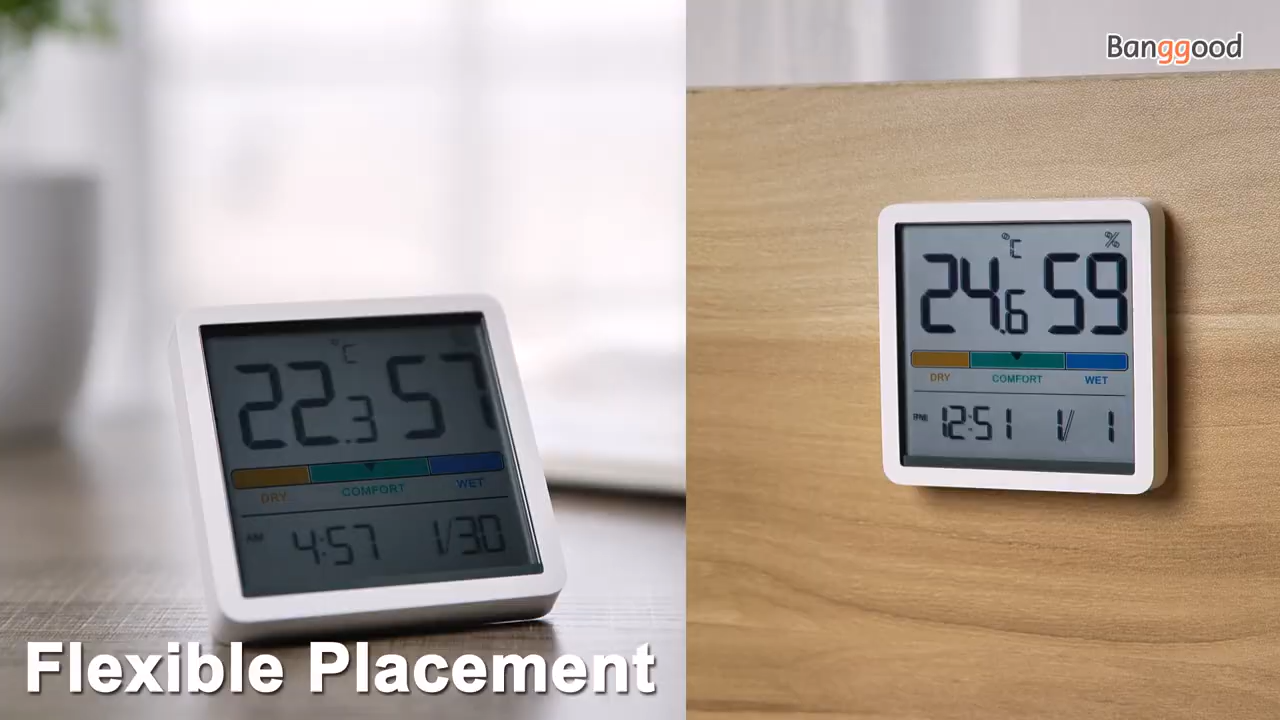 Banggood
°C
22.3 57
DRY COMFORT WET
AM 4:57 1/30
°C %
24.6 59
DRY COMFORT WET
12:51 1/ 1
Flexible Placement